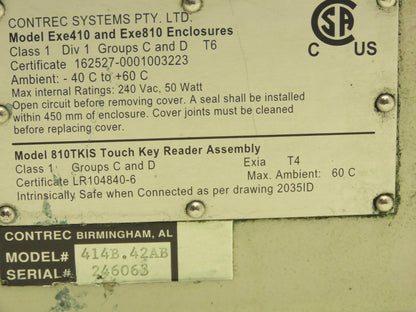 CONTREC SYSTEMS PTY. LTD.
Model Exe410 and Exe810 Enclosures
Class 1 Div 1 Groups C and D T6
Certificate 162527-0001003223
Ambient: - 40 C to +60 C
Max internal Ratings: 240 Vac, 50 Watt
Open circuit before removing cover. A seal shall be installed
within 450 mm of enclosure. Cover joints must be cleaned
before replacing cover.
SA
C US
Model 810TKIS Touch Key Reader Assembly
Class 1 Groups C and D Exia T4
Certificate LR104840-6 Max. Ambient: 60 C
Intrinsically Safe when Connected as per drawing 2035ID
CONTREC BIRMINGHAM, AL
MODEL# 414B.42AB
SERIAL# 246063